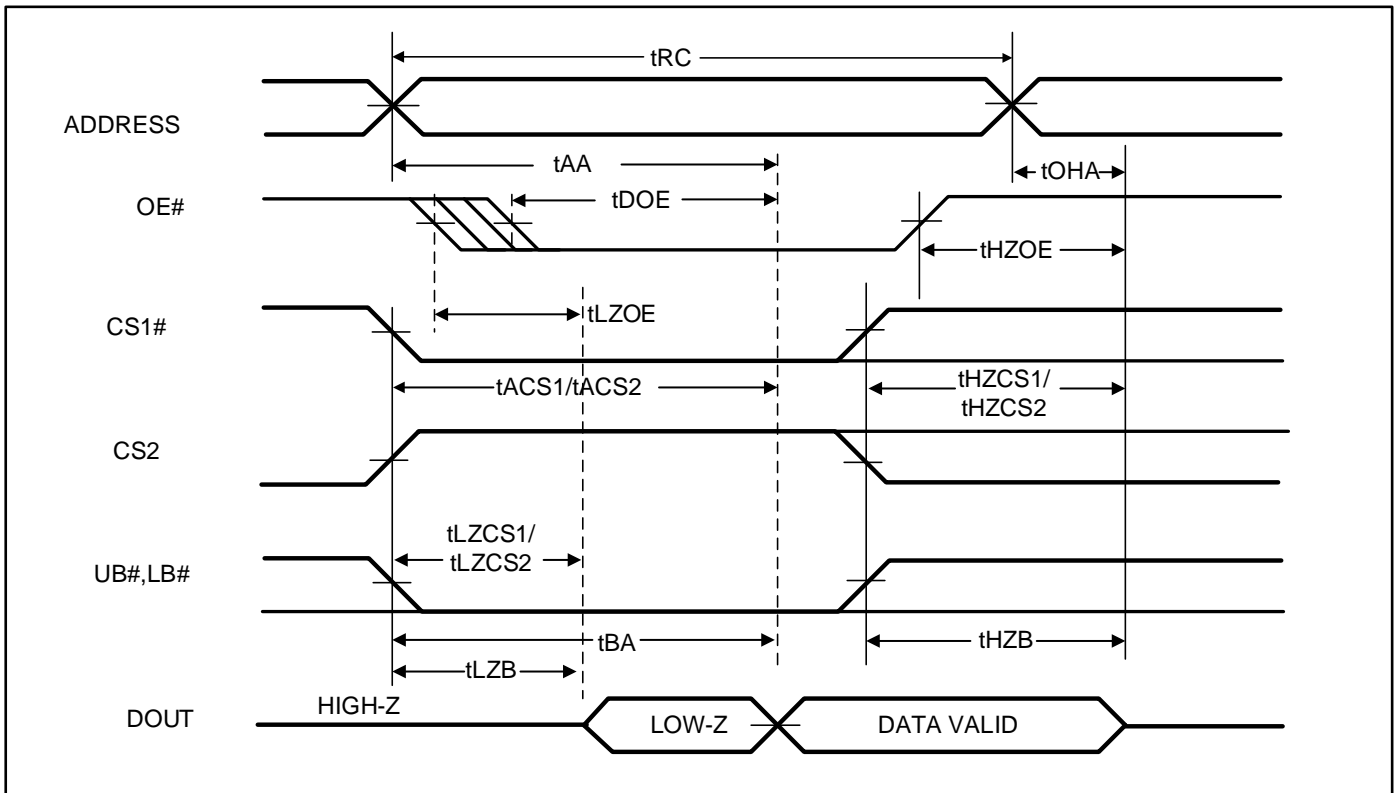 tRC
ADDRESS
tAA
tOHA
OE#
tDOE
tHZOE
CS1#
tLZOE
tACS1/tACS2
tHZCS1/
tHZCS2
CS2
tLZCS1/
tLZCS2
UB#,LB#
tBA
tHZB
tLZB
DOUT
HIGH-Z
LOW-Z
DATA VALID